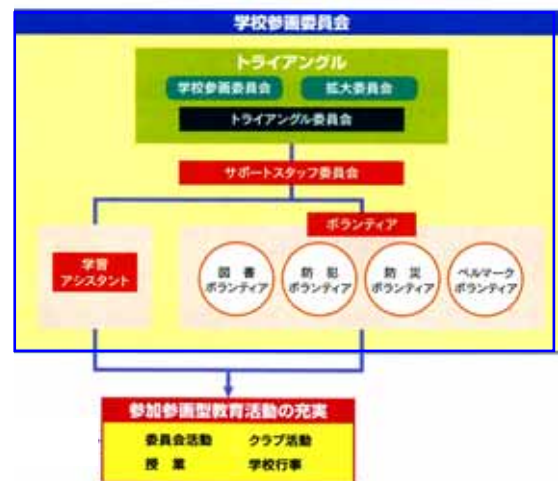 学校参画委員会
トライアングル
学校参画委員会 拡大委員会
トライアングル委員会
サポートスタッフ委員会
ボランティア
学習
アシスタント
図書
ボランティア
防犯
ボランティア
防災
ボランティア
ベルマーク
ボランティア
参加参画型教育活動の充実
委員会活動 クラブ活動
授業 学校行事